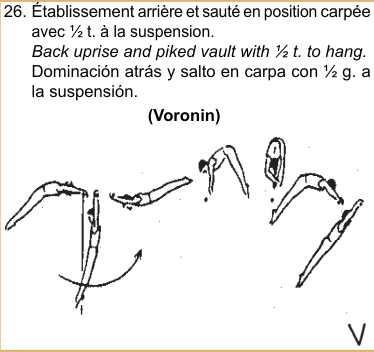 26. Établissement arrière et sauté en position carpée
avec ½ t. à la suspension.
Back uprise and piked vault with ½ t. to hang.
Dominación atrás y salto en carpa con ½ g. a
la suspensión.
(Voronin)
V